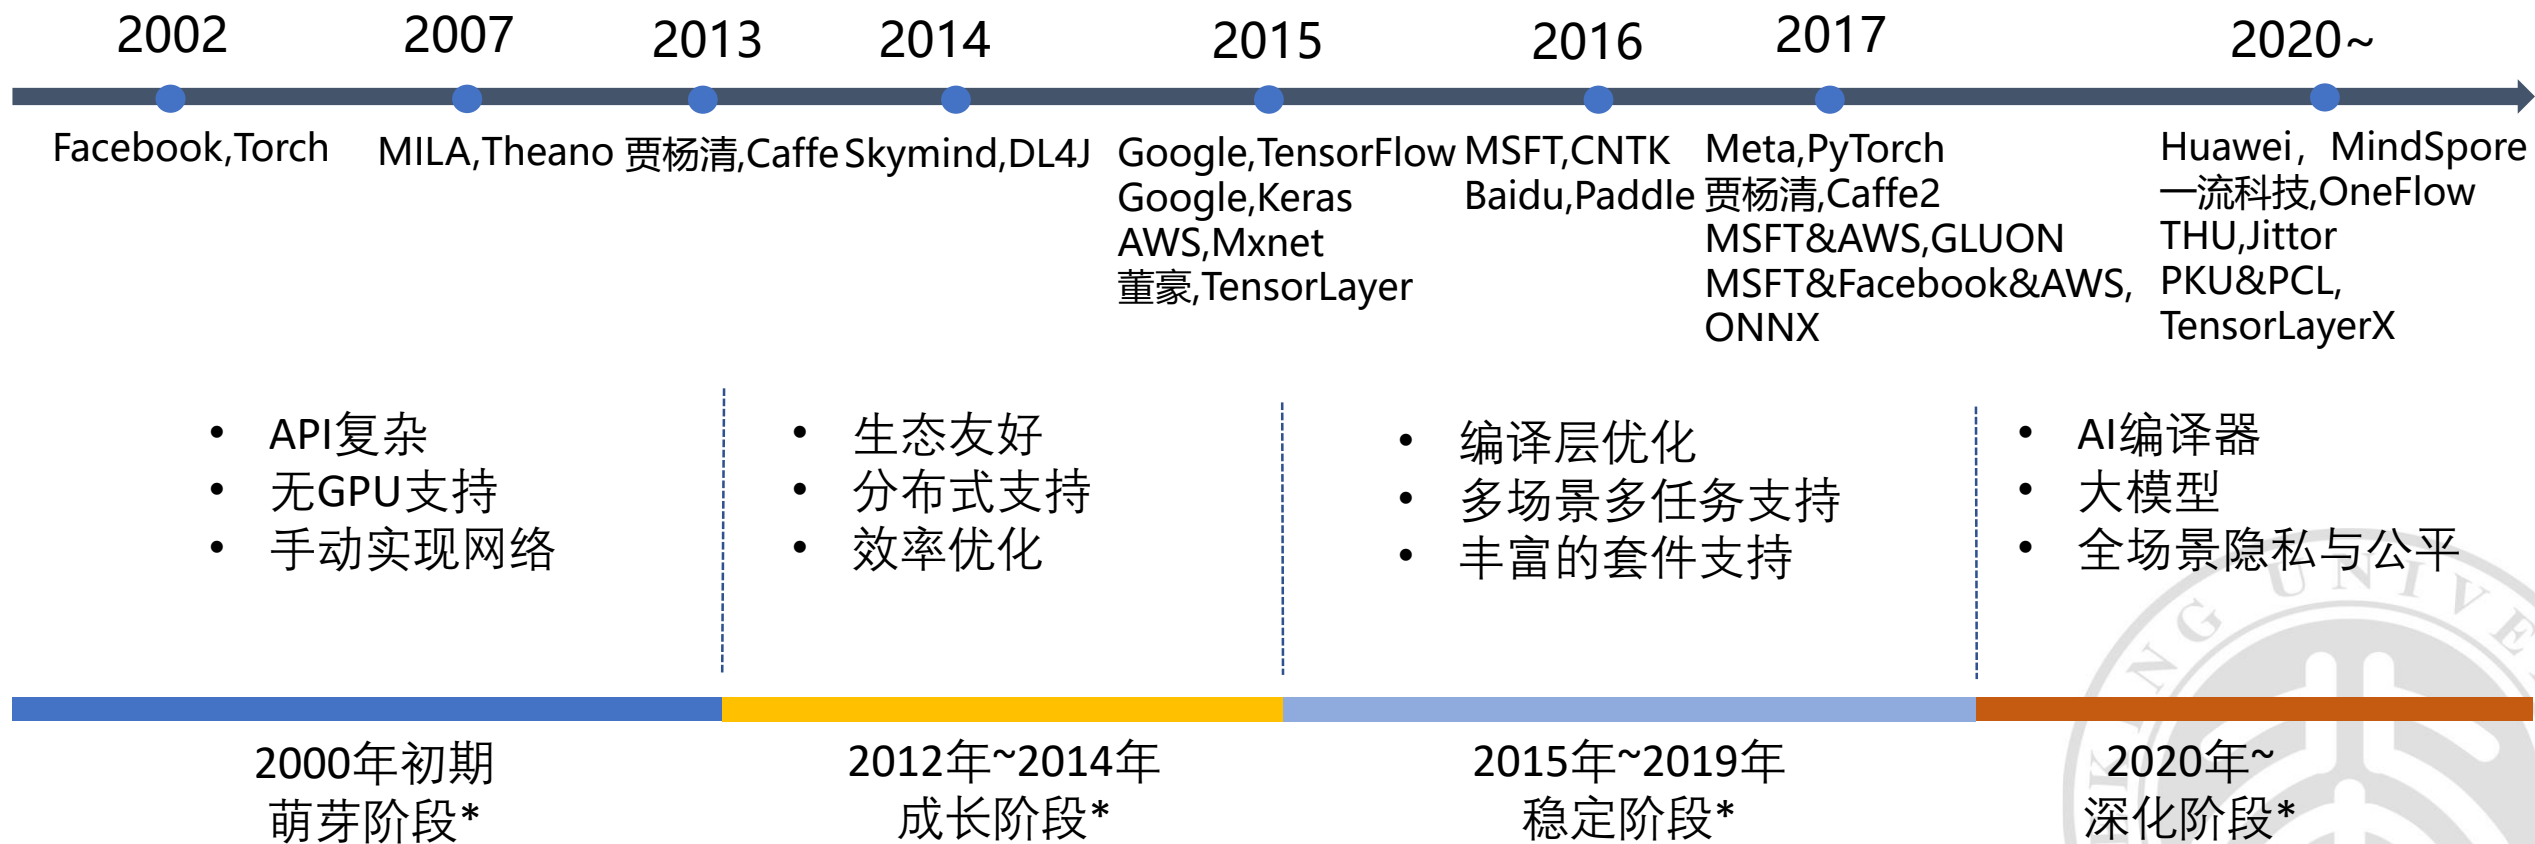 2002
2007
2013
2014
2015
2016
2017
2020~
Facebook,Torch
MILA,Theano
贾杨清,Caffe
Skymind,DL4J
Google,TensorFlow
Google,Keras
AWS,Mxnet
董豪,TensorLayer
MSFT,CNTK
Baidu,Paddle
Meta,PyTorch
贾杨清,Caffe2
MSFT&AWS,GLUON
MSFT&Facebook&AWS,
ONNX
Huawei，MindSpore
一流科技,OneFlow
THU,Jittor
PKU&PCL,
TensorLayerX
• API复杂
• 无GPU支持
• 手动实现网络
• 生态友好
• 分布式支持
• 效率优化
• 编译层优化
• 多场景多任务支持
• 丰富的套件支持
• AI编译器
• 大模型
• 全场景隐私与公平
2000年初期
萌芽阶段*
2012年~2014年
成长阶段*
2015年~2019年
稳定阶段*
2020年~
深化阶段*